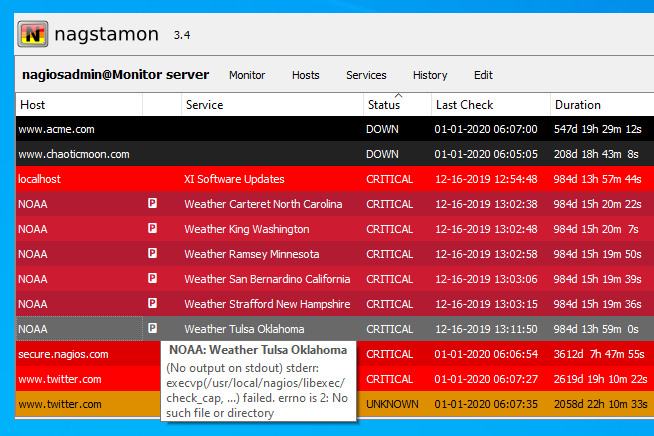 N nagstamon 3.4
nagiosadmin@Monitor server Monitor Hosts Services History Edit
Host Service Status Last Check Duration
www.acme.com DOWN 01-01-2020 06:07:00 547d 19h 29m 12s
www.chaoticmoon.com DOWN 01-01-2020 06:05:05 208d 18h 43m 8s
localhost XI Software Updates CRITICAL 12-16-2019 12:54:48 984d 13h 57m 44s
NOAA P Weather Carteret North Carolina CRITICAL 12-16-2019 13:02:38 984d 15h 20m 22s
NOAA P Weather King Washington CRITICAL 12-16-2019 13:02:48 984d 15h 20m 7s
NOAA P Weather Ramsey Minnesota CRITICAL 12-16-2019 13:02:58 984d 15h 19m 50s
NOAA P Weather San Bernardino California CRITICAL 12-16-2019 13:03:06 984d 15h 19m 39s
NOAA P Weather Strafford New Hampshire CRITICAL 12-16-2019 13:03:15 984d 15h 19m 36s
NOAA P Weather Tulsa Oklahoma CRITICAL 12-16-2019 13:11:50 984d 13h 59m 0s
secure.nagios.com CRITICAL 01-01-2020 06:06:54 3612d 7h 47m 55s
www.twitter.com CRITICAL 01-01-2020 06:07:27 2619d 19h 10m 22s
www.twitter.com UNKNOWN 01-01-2020 06:07:35 2058d 22h 10m 33s
NOAA: Weather Tulsa Oklahoma
(No output on stdout) stderr:
execvp(/usr/local/nagios/libexec/
check_cap, ...) failed. errno is 2: No
such file or directory